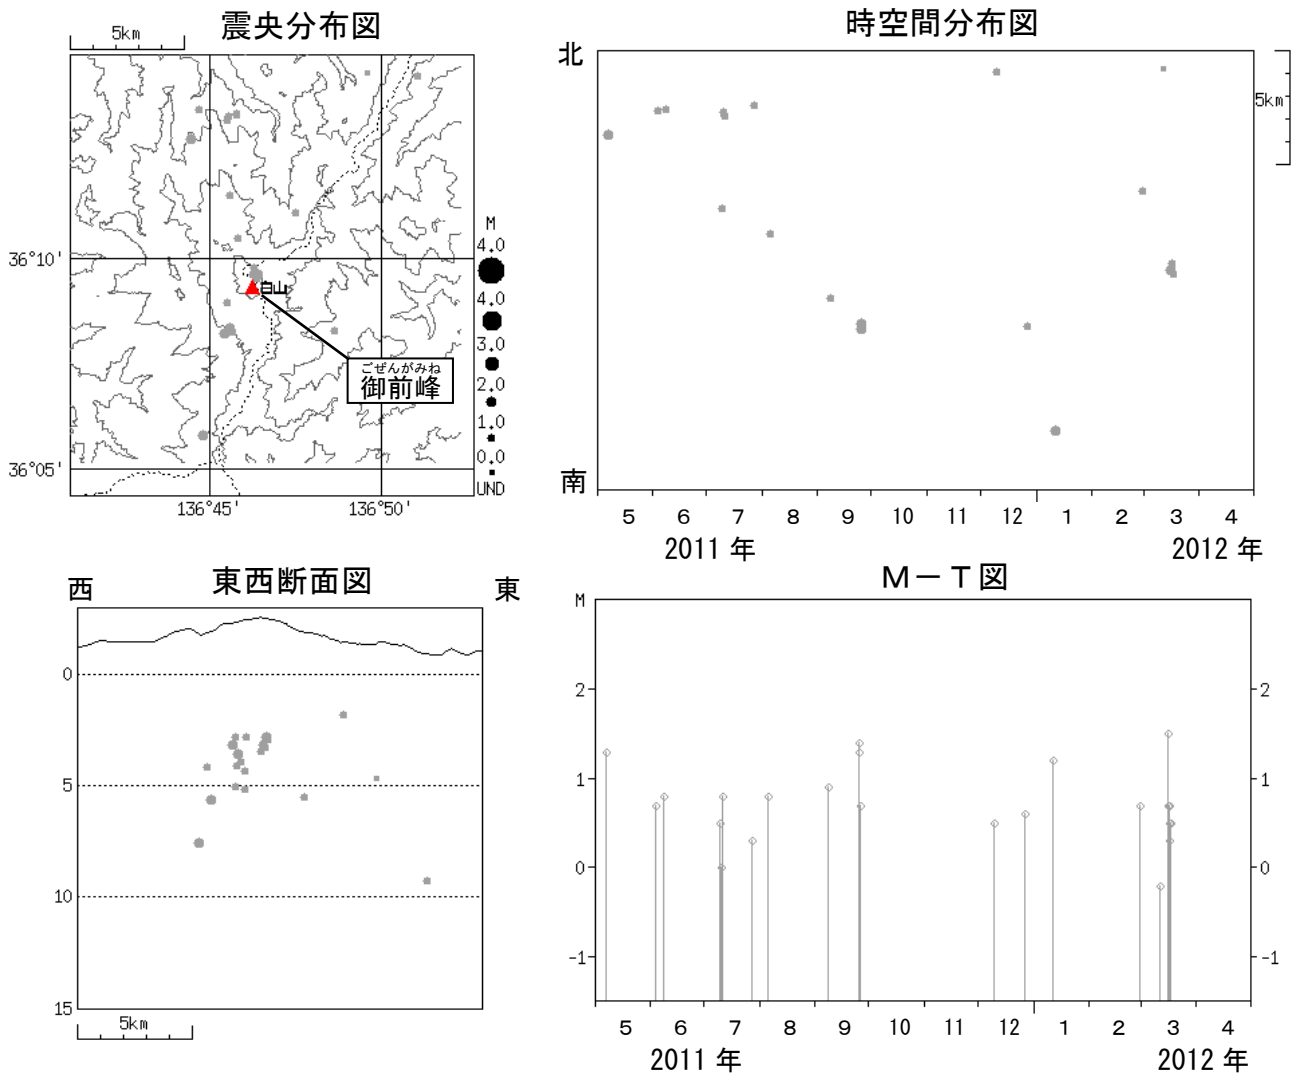 震央分布図
5km
36°10'
36°05'
136°45'
136°50'
白山
ごぜんがみね
御前峰
M
4.0
4.0
3.0
2.0
1.0
0.0
UND
時空間分布図
北
南
5km
5 6 7 8 9 10 11 12 1 2 3 4
2011 年 2012 年
東西断面図
西 東
0
5
10
15
5km
M－T図
M
2 2
1 1
0 0
-1 -1
5 6 7 8 9 10 11 12 1 2 3 4
2011 年 2012 年